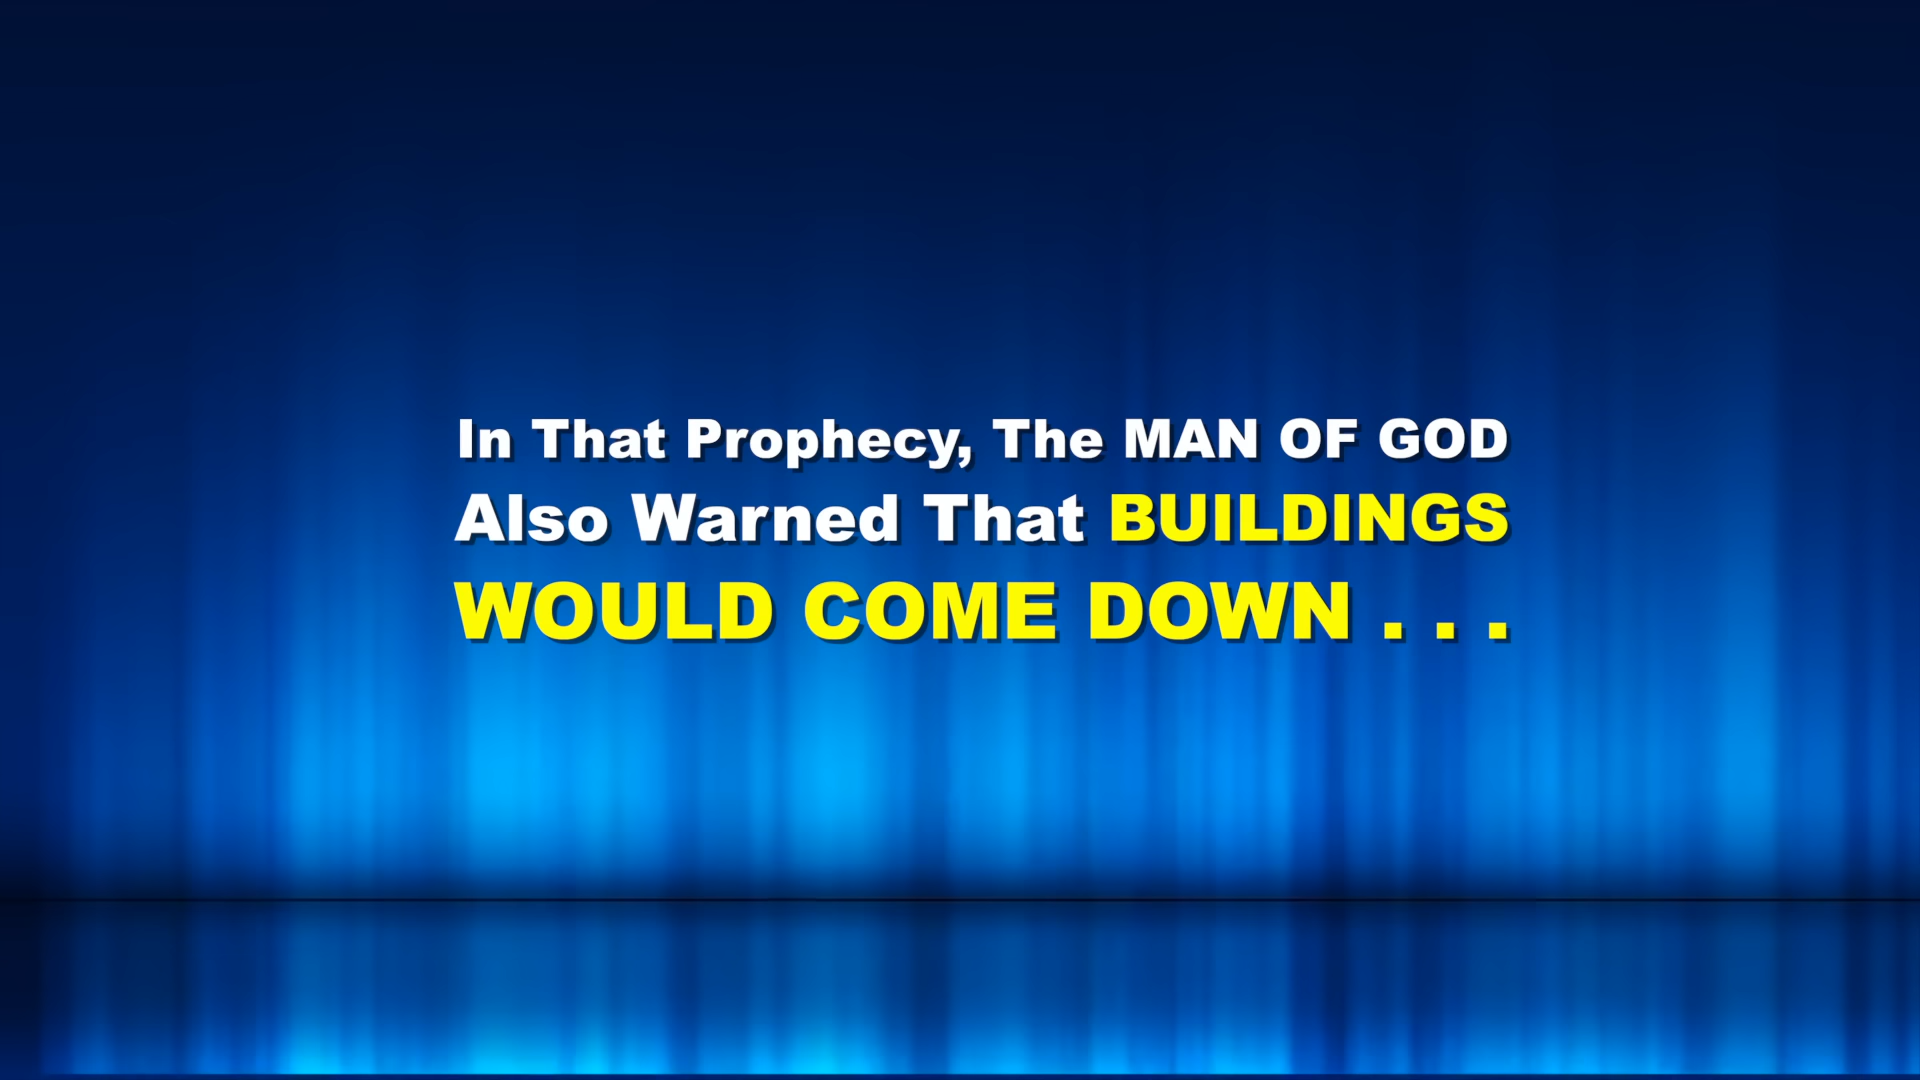 In That Prophecy, The MAN OF GOD
Also Warned That BUILDINGS
WOULD COME DOWN . . .